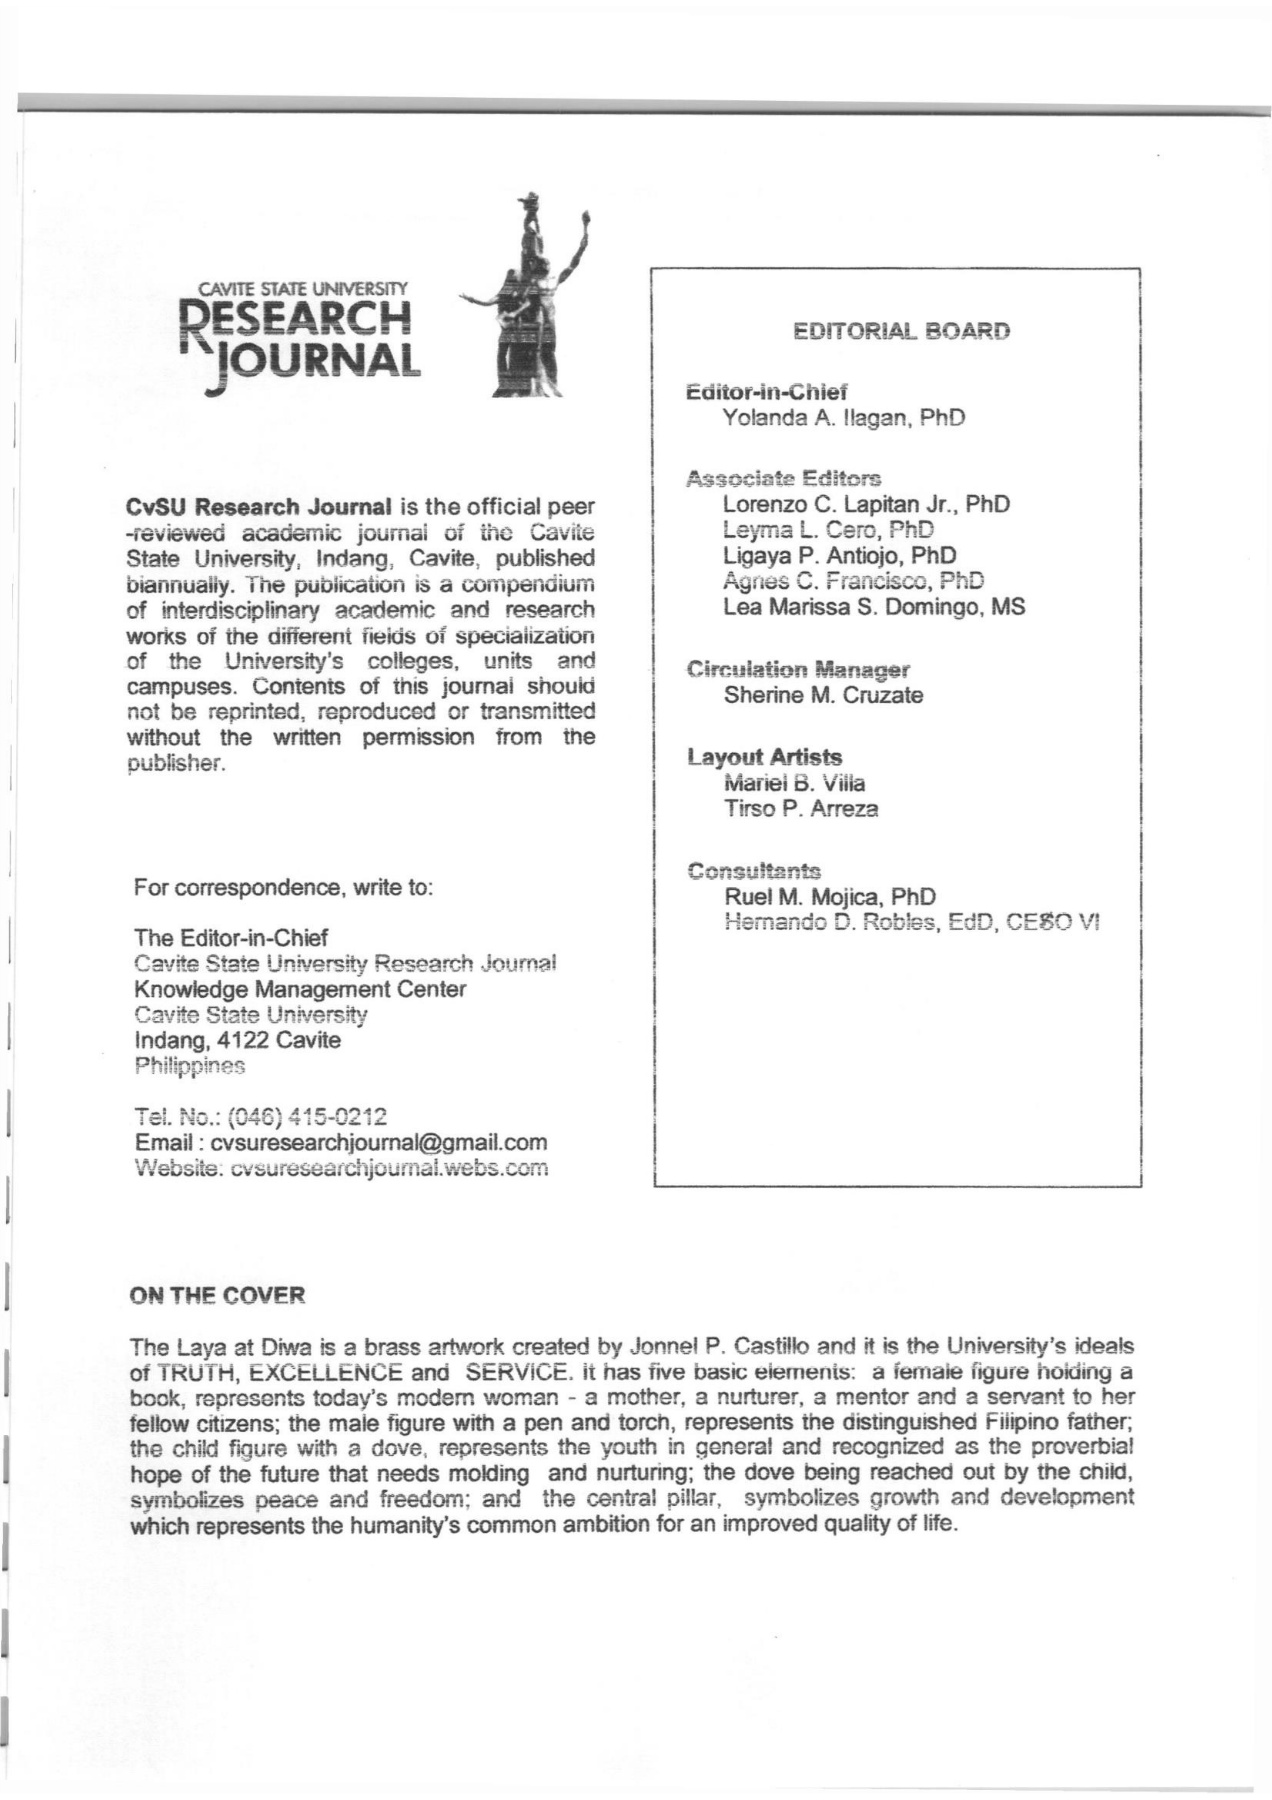 CAVITE STATE UNIVERSITY
RESEARCH
JOURNAL
CvSU Research Journal is the official peer
-reviewed academic journal of the Cavite
State University, Indang, Cavite, published
biannually. The publication is a compendium
of interdisciplinary academic and research
works of the different fields of specialization
of the University's colleges, units and
campuses. Contents of this journal should
not be reprinted, reproduced or transmitted
without the written permission from the
publisher.
For correspondence, write to:
The Editor-in-Chief
Cavite State University Research Journal
Knowledge Management Center
Cavite State University
Indang, 4122 Cavite
Philippines
Tel. No.: (046) 415-0212
Email : cvsuresearchjournal@gmail.com
Website: cvsuresearchjournal.webs.com
EDITORIAL BOARD
Editor-in-Chief
Yolanda A. Ilagan, PhD
Associate Editors
Lorenzo C. Lapitan Jr., PhD
Leyma L. Cero, PhD
Ligaya P. Antiojo, PhD
Agnes C. Francisco, PhD
Lea Marissa S. Domingo, MS
Circulation Manager
Sherine M. Cruzate
Layout Artists
Mariel B. Villa
Tirso P. Arreza
Consultants
Ruel M. Mojica, PhD
Hernando D. Robles, EdD, CESO VI
ON THE COVER
The Laya at Diwa is a brass artwork created by Jonnel P. Castillo and it is the University's ideals
of TRUTH, EXCELLENCE and SERVICE. it has five basic elements: a female figure holding a
book, represents today's modern woman - a mother, a nurturer, a mentor and a servant to her
fellow citizens; the male figure with a pen and torch, represents the distinguished Filipino father;
the child figure with a dove, represents the youth in general and recognized as the proverbial
hope of the future that needs molding and nurturing; the dove being reached out by the child,
symbolizes peace and freedom; and the central pillar, symbolizes growth and development
which represents the humanity's common ambition for an improved quality of life.